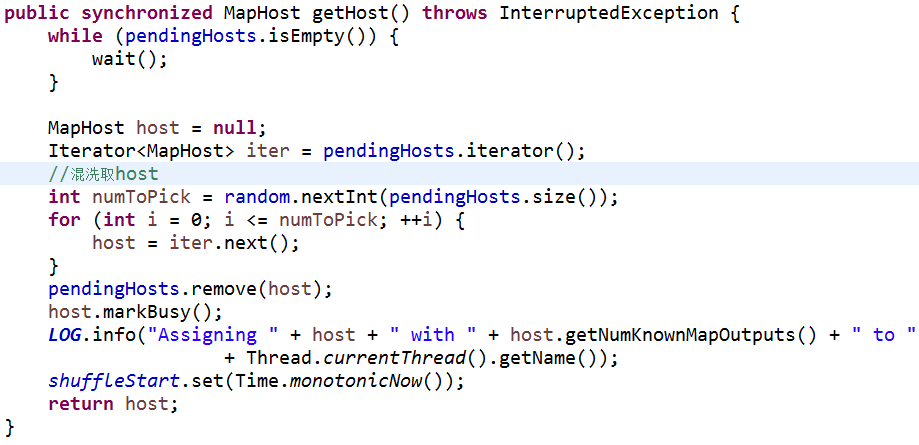 public synchronized MapHost getHost() throws InterruptedException {
    while (pendingHosts.isEmpty()) {
        wait();
    }

    MapHost host = null;
    Iterator<MapHost> iter = pendingHosts.iterator();
    //混洗取host
    int numToPick = random.nextInt(pendingHosts.size());
    for (int i = 0; i <= numToPick; ++i) {
        host = iter.next();
    }
    pendingHosts.remove(host);
    host.markBusy();
    LOG.info("Assigning " + host + " with " + host.getNumKnownMapOutputs() + " to "
                    + Thread.currentThread().getName());
    shuffleStart.set(Time.monotonicNow());
    return host;
}